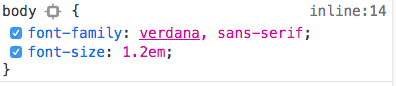 body { inline:14
font-family: verdana, sans-serif;
font-size: 1.2em;
}